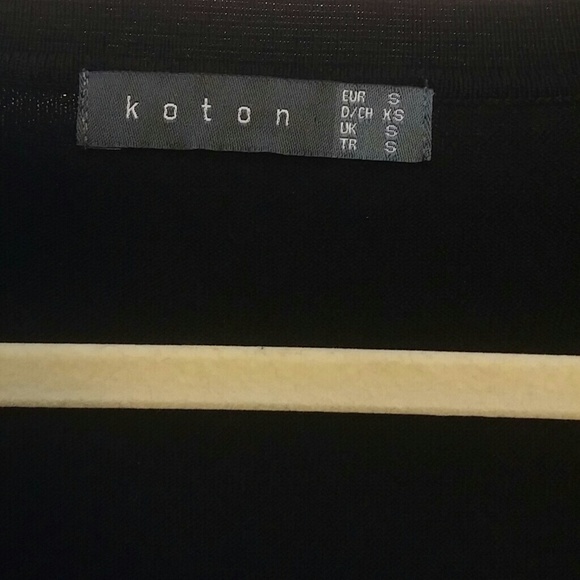 koton
EUR S
D/CH XS
UK S
TR S